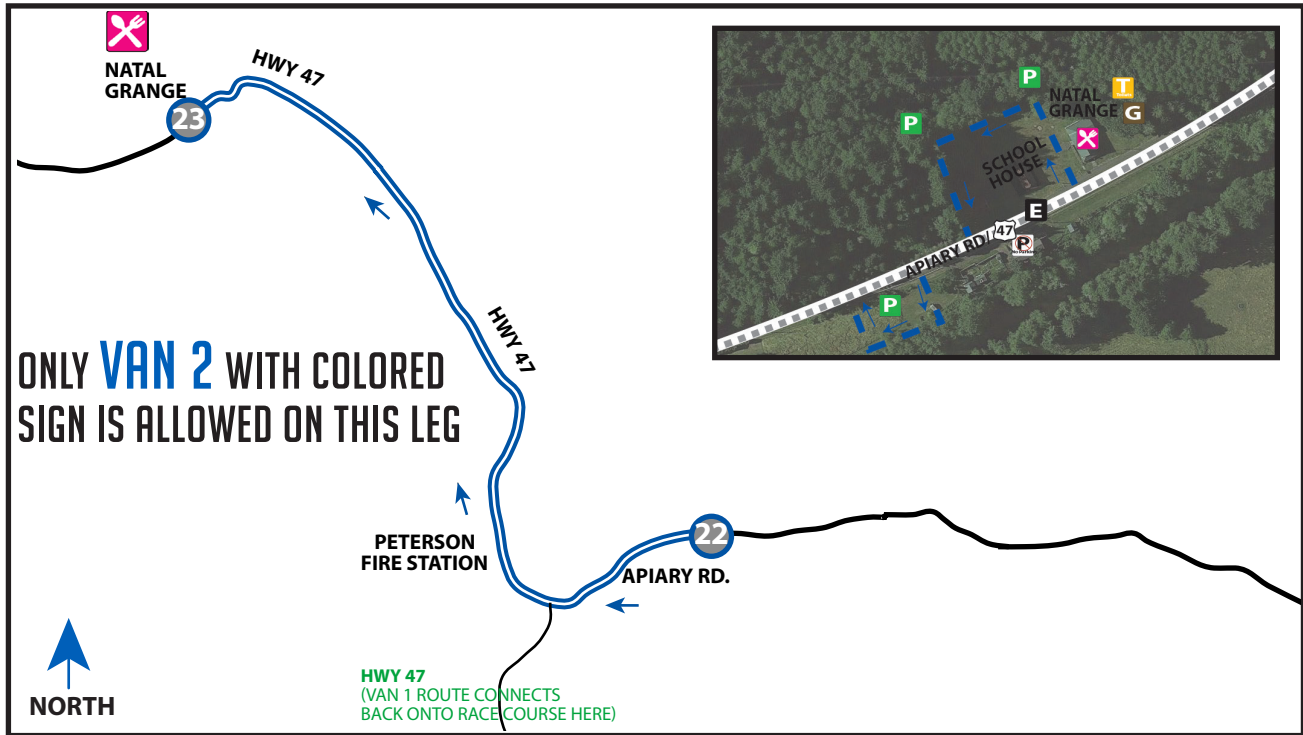 NATAL
GRANGE
23
HWY 47
HWY 47
ONLY VAN 2 WITH COLORED
SIGN IS ALLOWED ON THIS LEG
PETERSON
FIRE STATION
22
APIARY RD.
NORTH
HWY 47
(VAN 1 ROUTE CONNECTS
BACK ONTO RACE COURSE HERE)
P
T
NATAL
GRANGE
G
P
SCHOOL
HOUSE
E
APIARY RD/ 47
P
P